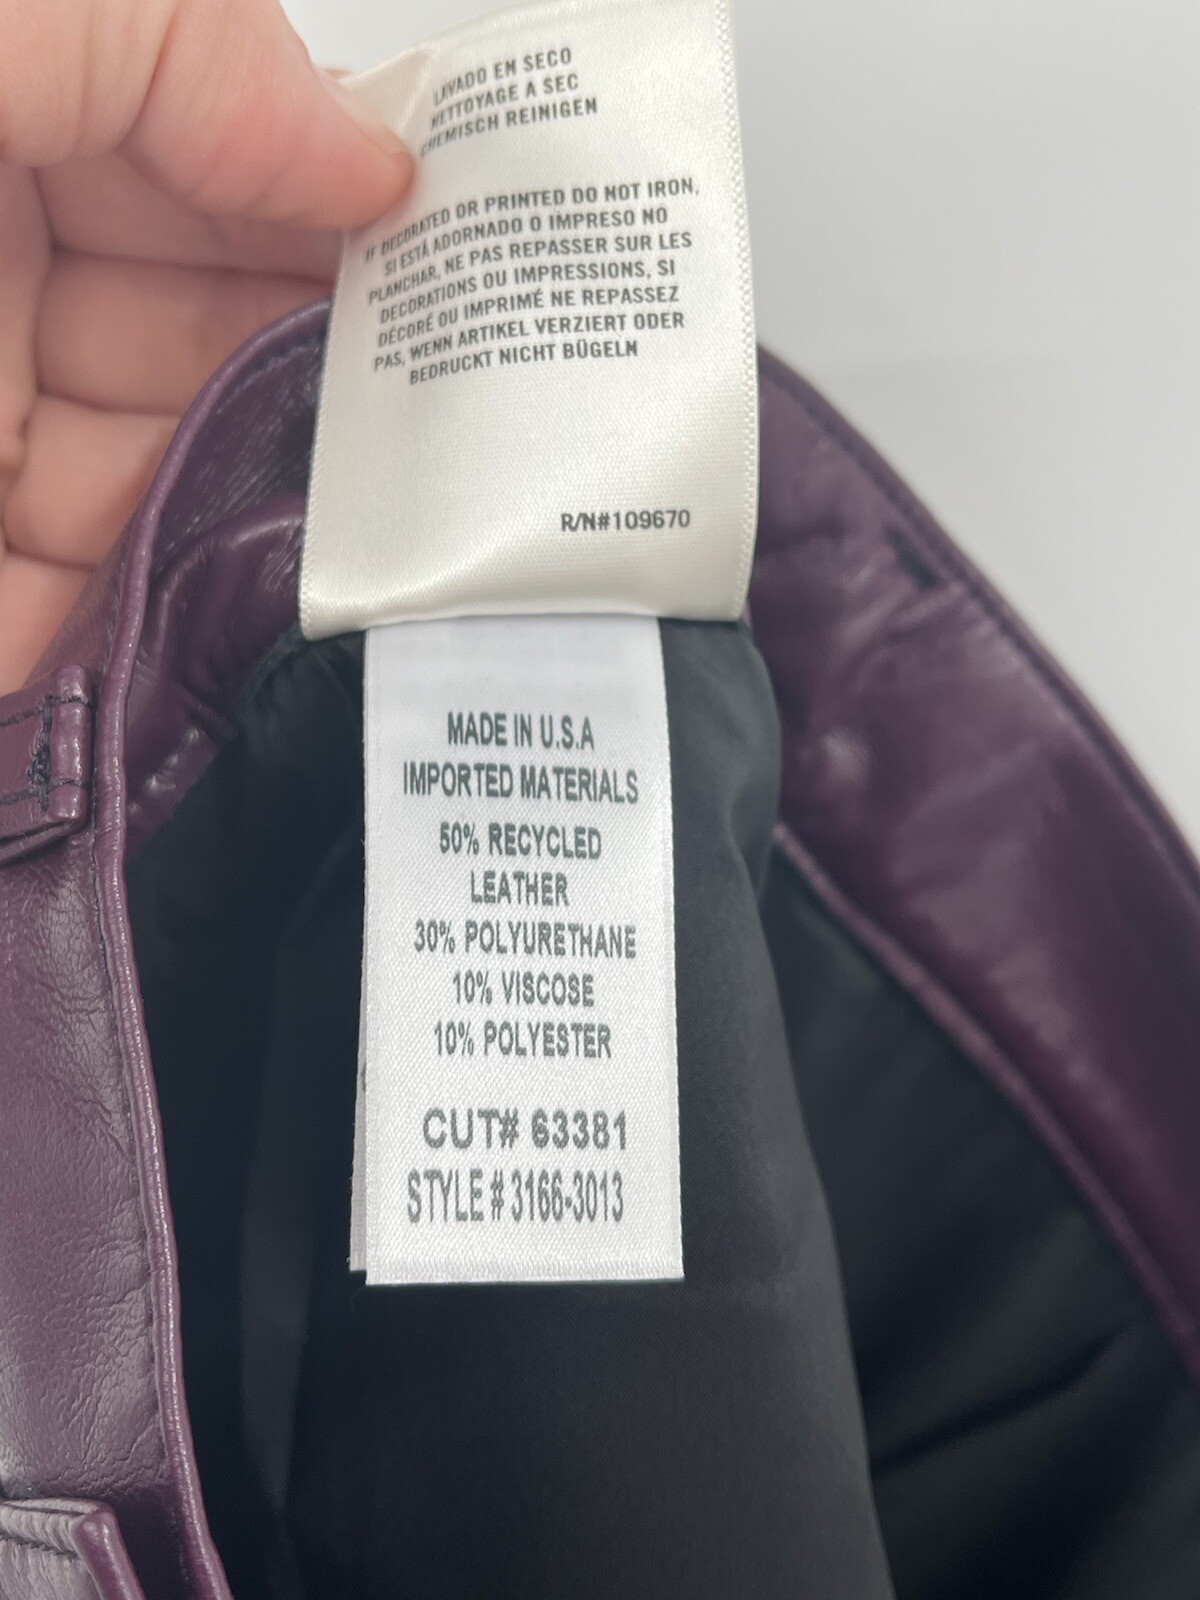 LAVADO EN SECO
NETTOYAGE A SEC
CHEMISCH REINIGEN
IF DECORATED OR PRINTED DO NOT IRON,
SI ESTÁ ADORNADO O IMPRESO NO
PLANCHAR, NE PAS REPASSER SUR LES
DECORATIONS OU IMPRESSIONS, SI
DÉCORÉ OU IMPRIMÉ NE REPASSEZ
PAS, WENN ARTIKEL VERZIERT ODER
BEDRUCKT NICHT BÜGELN
R/N#109670
MADE IN U.S.A
IMPORTED MATERIALS
50% RECYCLED
LEATHER
30% POLYURETHANE
10% VISCOSE
10% POLYESTER
CUT# 63381
STYLE # 3166-3013